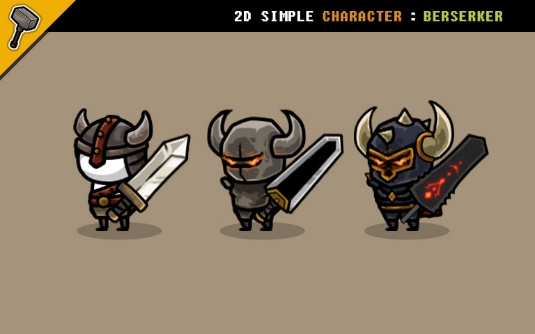 2D SIMPLE CHARACTER : BERSERKER